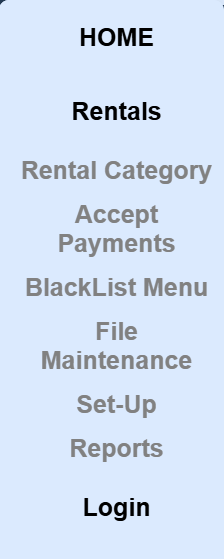 HOME
Rentals
Rental Category
Accept
Payments
BlackList Menu
File
Maintenance
Set-Up
Reports
Login